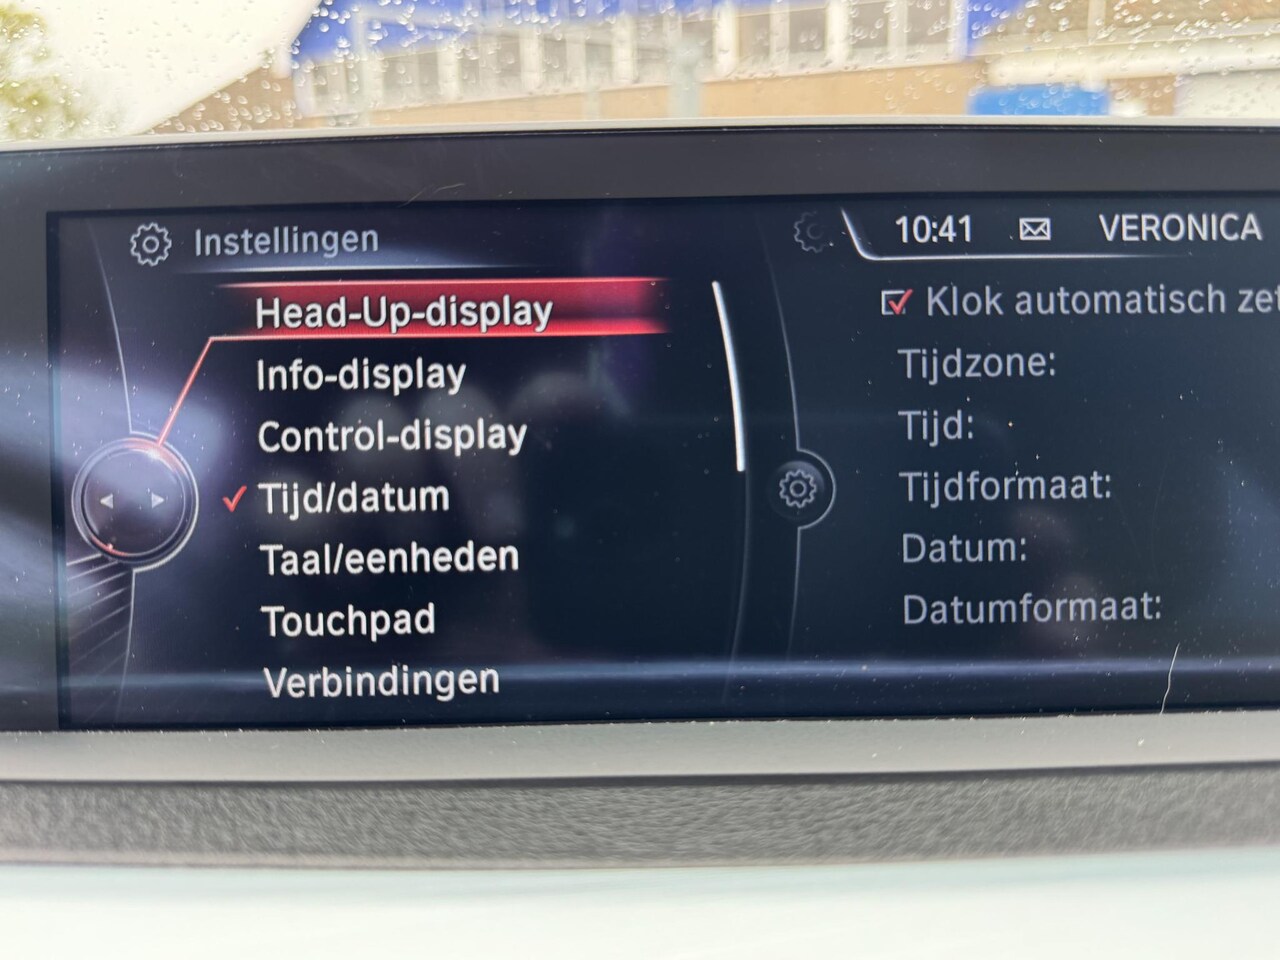 Instellingen
10:41 VERONICA
Head-Up-display
Info-display
Control-display
Tijd/datum
Taal/eenheden
Touchpad
Verbindingen
Klok automatisch
Tijdzone:
Tijd:
Tijdformaat:
Datum:
Datumformaat: